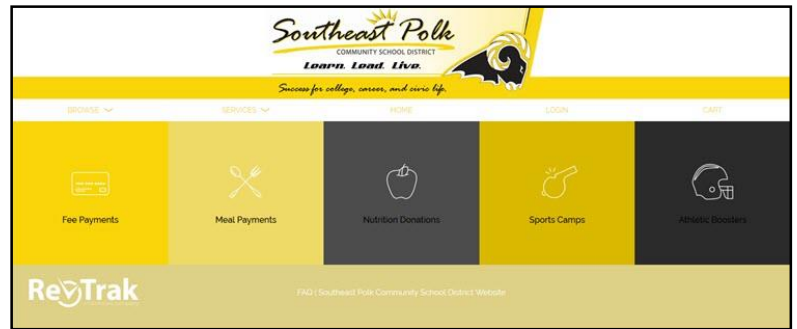 Southeast Polk
COMMUNITY SCHOOL DISTRICT
Learn. Lead. Live.
Success for college, career, and civic life.
BROWSE SERVICES HOME LOGIN CART
Fee Payments Meal Payments Nutrition Donations Sports Camps Athletic Boosters
RevTrak
FAQ | Southeast Polk Community School District Website